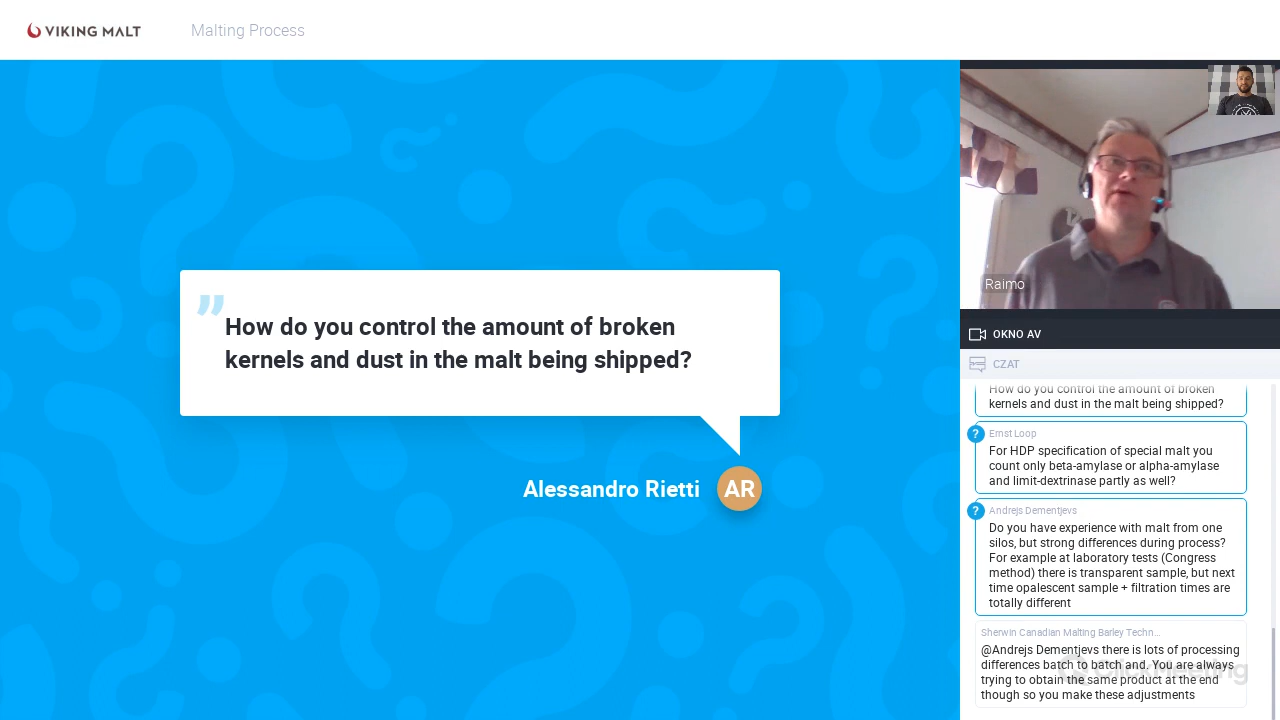 VIKING MALT
Malting Process
How do you control the amount of broken
kernels and dust in the malt being shipped?
Alessandro Rietti
AR
Raimo
OKNO AV
CZAT
How do you control the amount of broken
kernels and dust in the malt being shipped?
?
Ernst Loop
For HDP specification of special malt you
count only beta-amylase or alpha-amylase
and limit-dextrinase partly as well?
?
Andrejs Dementjevs
Do you have experience with malt from one
silos, but strong differences during process?
For example at laboratory tests (Congress
method) there is transparent sample, but next
time opalescent sample + filtration times are
totally different
Sherwin Canadian Malting Barley Techn...
@Andrejs Dementjevs there is lots of processing
differences batch to batch and. You are always
trying to obtain the same product at the end
though so you make these adjustments
ClickMeeting